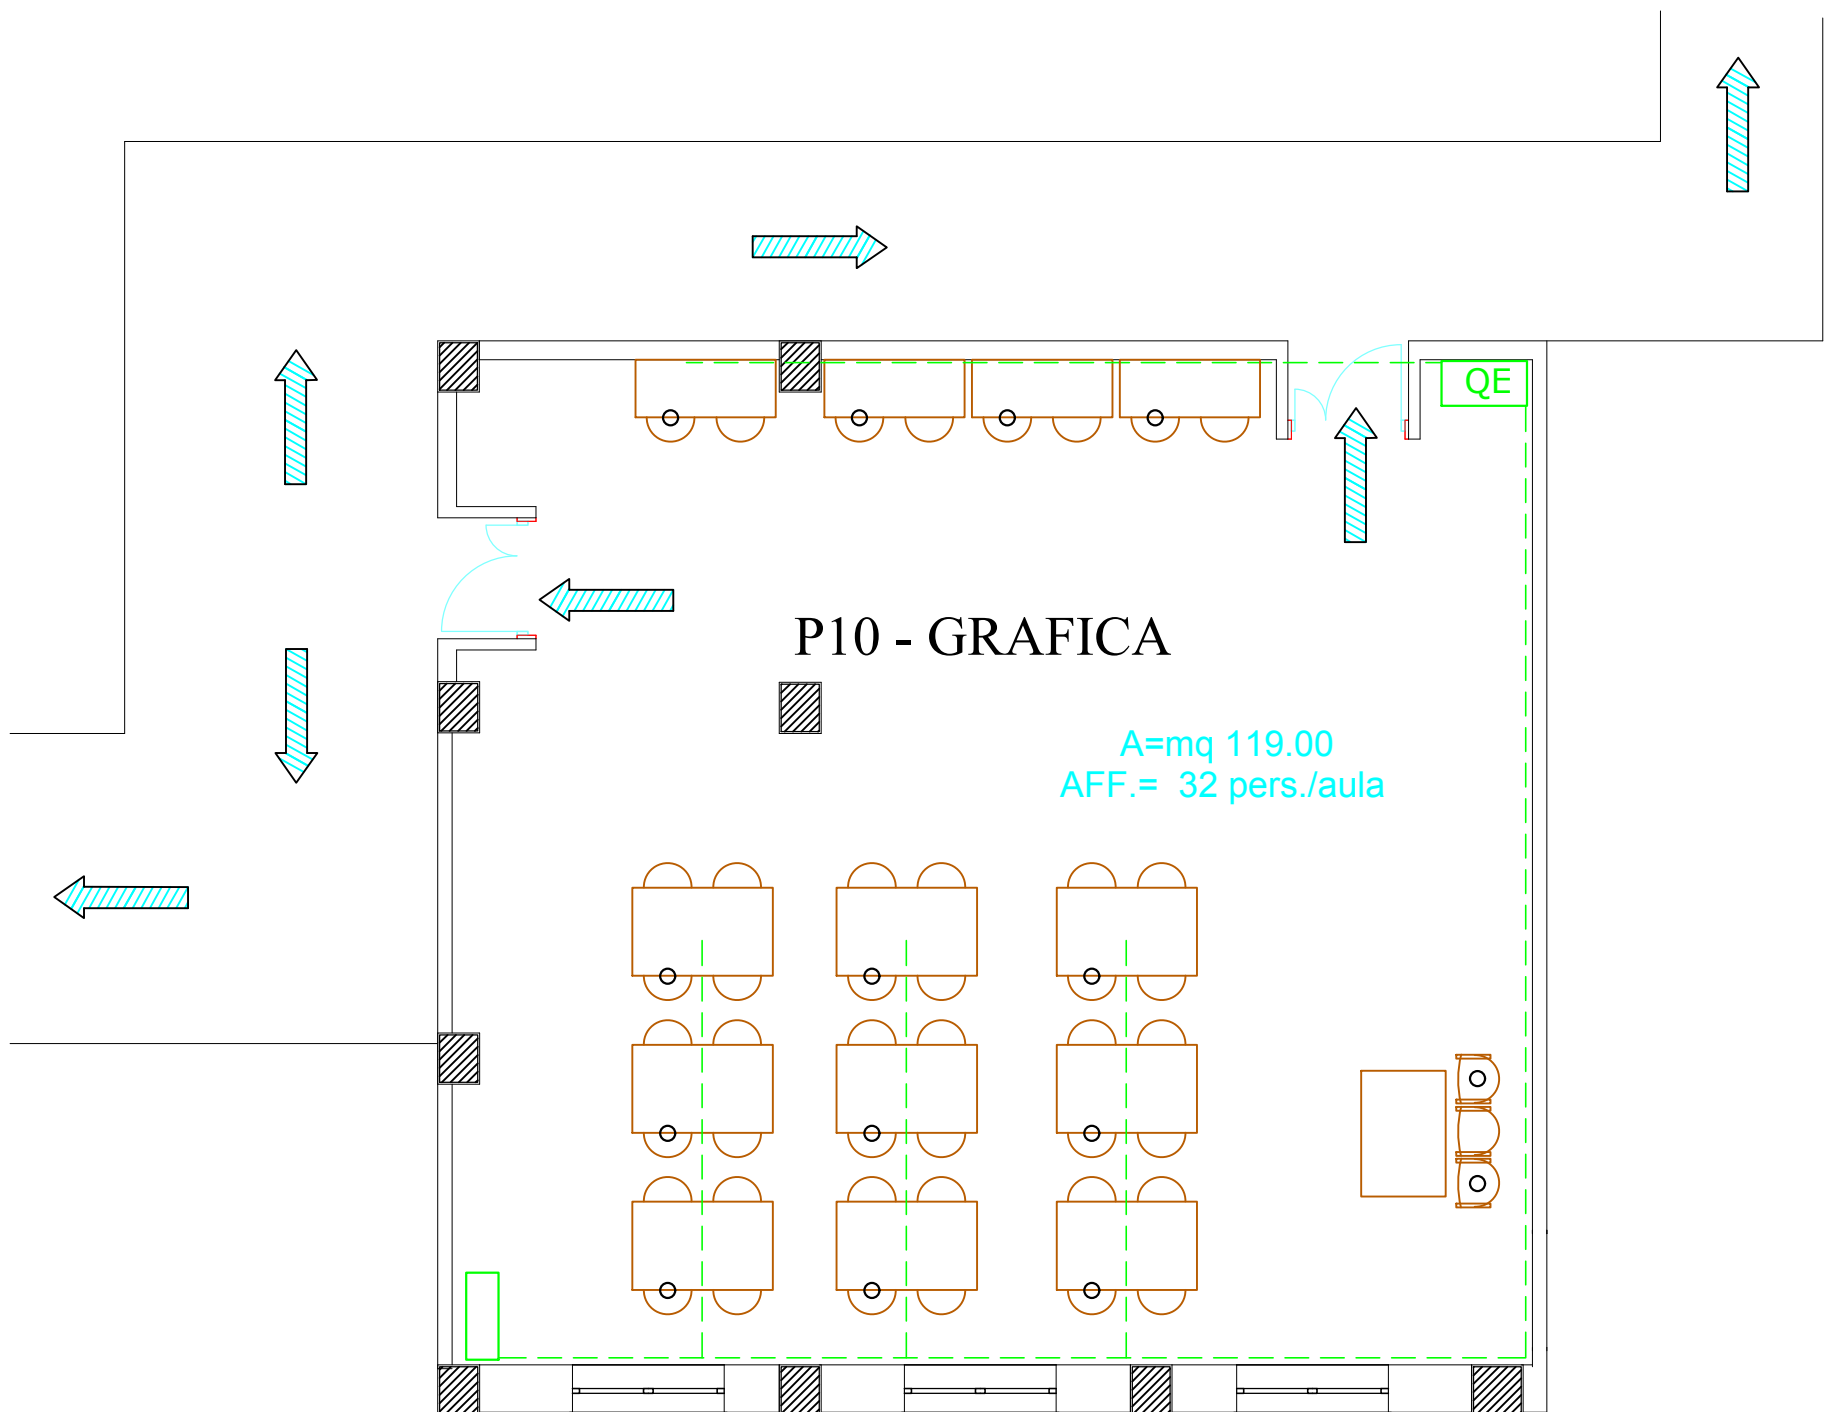 QE
P10 - GRAFICA
A=mq 119.00
AFF.= 32 pers./aula